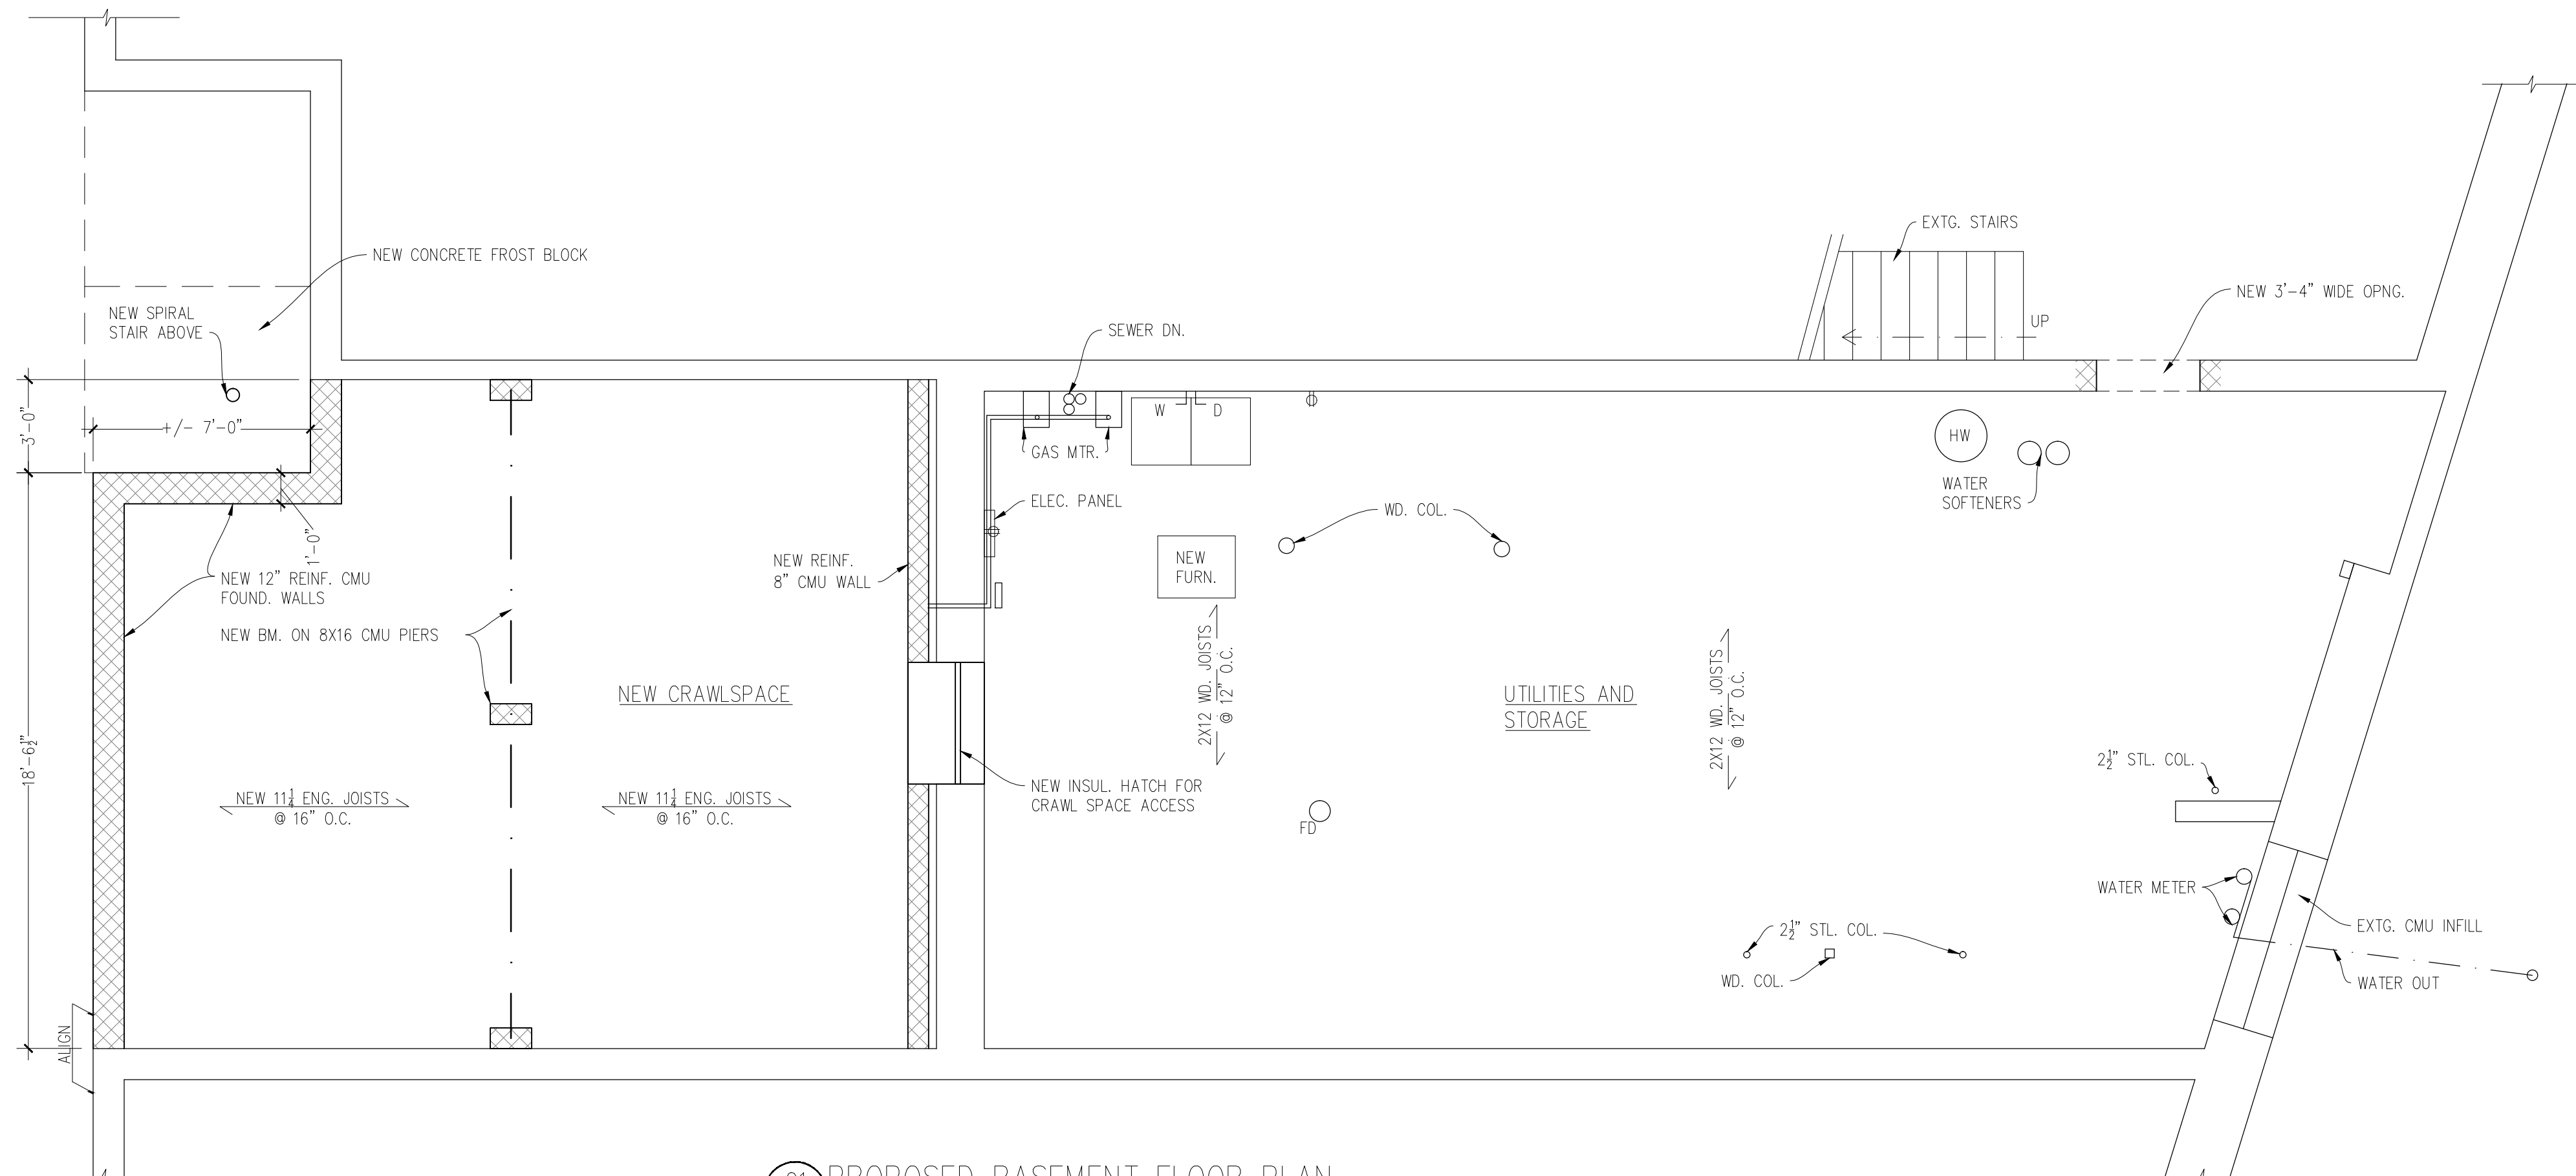 EXTG. STAIRS
NEW CONCRETE FROST BLOCK
NEW 3'-4" WIDE OPNG.
NEW SPIRAL
STAIR ABOVE
UP
SEWER DN.
3'-0"
+/- 7'-0"
W
D
GAS MTR.
HW
WATER
SOFTENERS
ELEC. PANEL
WD. COL.
1'-0"
NEW REINF.
8" CMU WALL
NEW
FURN.
NEW 12" REINF. CMU
FOUND. WALLS
NEW BM. ON 8X16 CMU PIERS
2X12 WD. JOISTS
@ 12" O.C.
2X12 WD. JOISTS
@ 12" O.C.
NEW CRAWLSPACE
UTILITIES AND
STORAGE
18'-6½"
2½" STL. COL.
NEW 11¼ ENG. JOISTS
@ 16" O.C.
NEW 11¼ ENG. JOISTS
@ 16" O.C.
NEW INSUL. HATCH FOR
CRAWL SPACE ACCESS
FD
WATER METER
EXTG. CMU INFILL
2½" STL. COL.
WD. COL.
WATER OUT
ALIGN
PROPOSED BASEMENT FLOOR PLAN